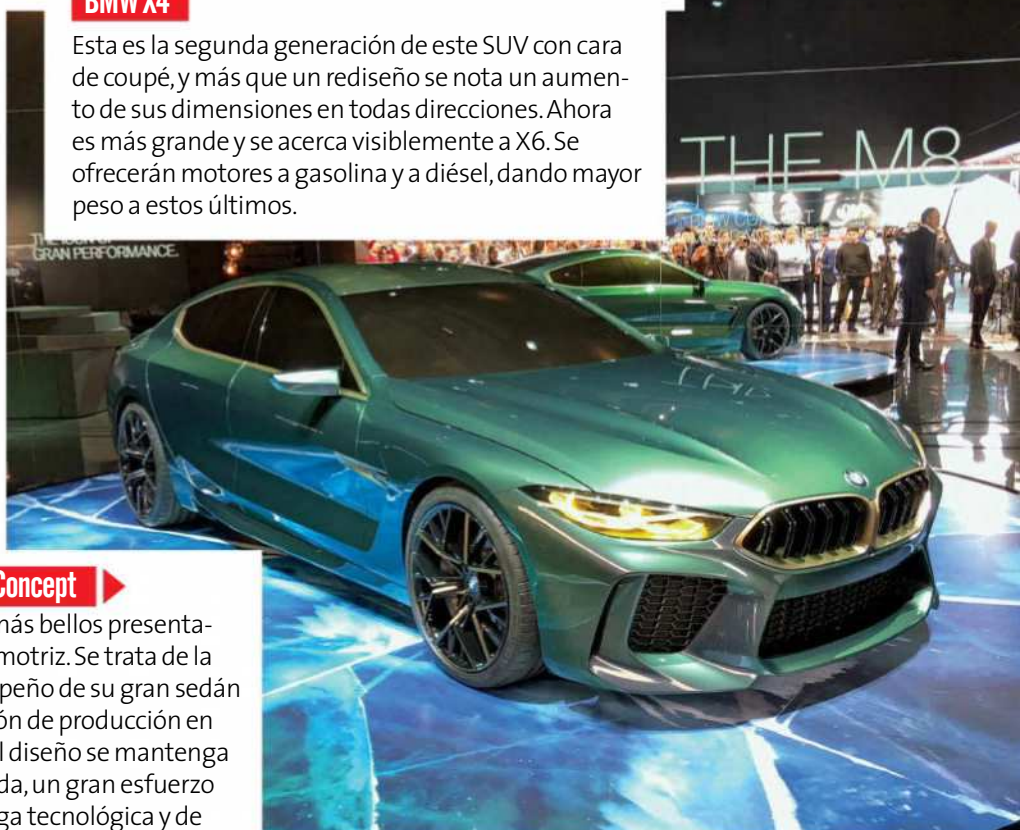 BMW X4
Esta es la segunda generación de este SUV con cara
de coupé, y más que un rediseño se nota un aumen-
to de sus dimensiones en todas direcciones. Ahora
es más grande y se acerca visiblemente a X6. Se
ofrecerán motores a gasolina y a diésel, dando mayor
peso a estos últimos.
THE M8
GRAN PERFORMANCE.
Concept
más bellos presenta-
motriz. Se trata de la
peño de su gran sedán
ón de producción en
l diseño se mantenga
da, un gran esfuerzo
ga tecnológica y de